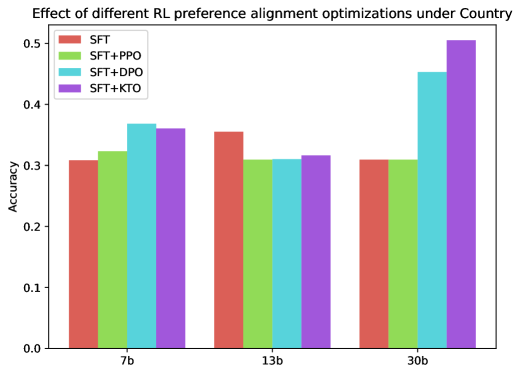 Effect of different RL preference alignment optimizations under Country
SFT
SFT+PPO
SFT+DPO
SFT+KTO
0.5
0.4
0.3
0.2
0.1
0.0
Accuracy
7b
13b
30b